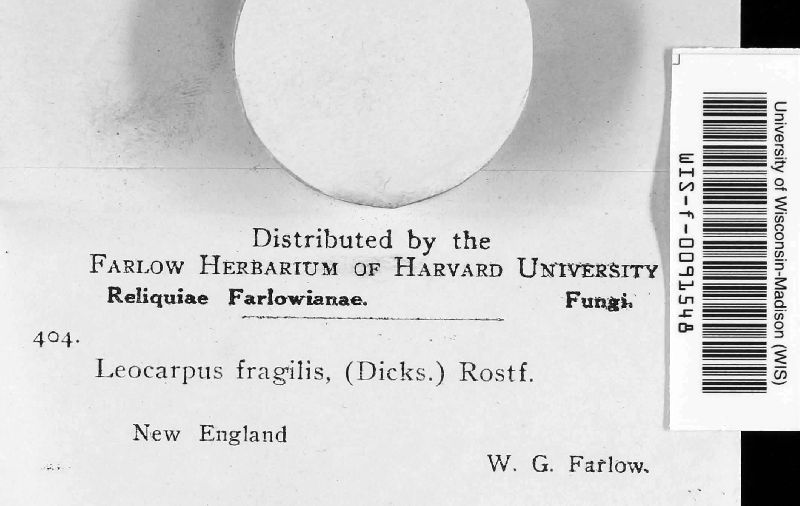 Distributed by the
FARLOW HERBARIUM OF HARVARD UNIVERSITY
Reliquiae Farlowianae. Fungi.
404.
Leocarpus fragilis, (Dicks.) Rostf.
New England
W. G. Farlow.
University of Wisconsin-Madison (WIS)
WIS-f-0091548